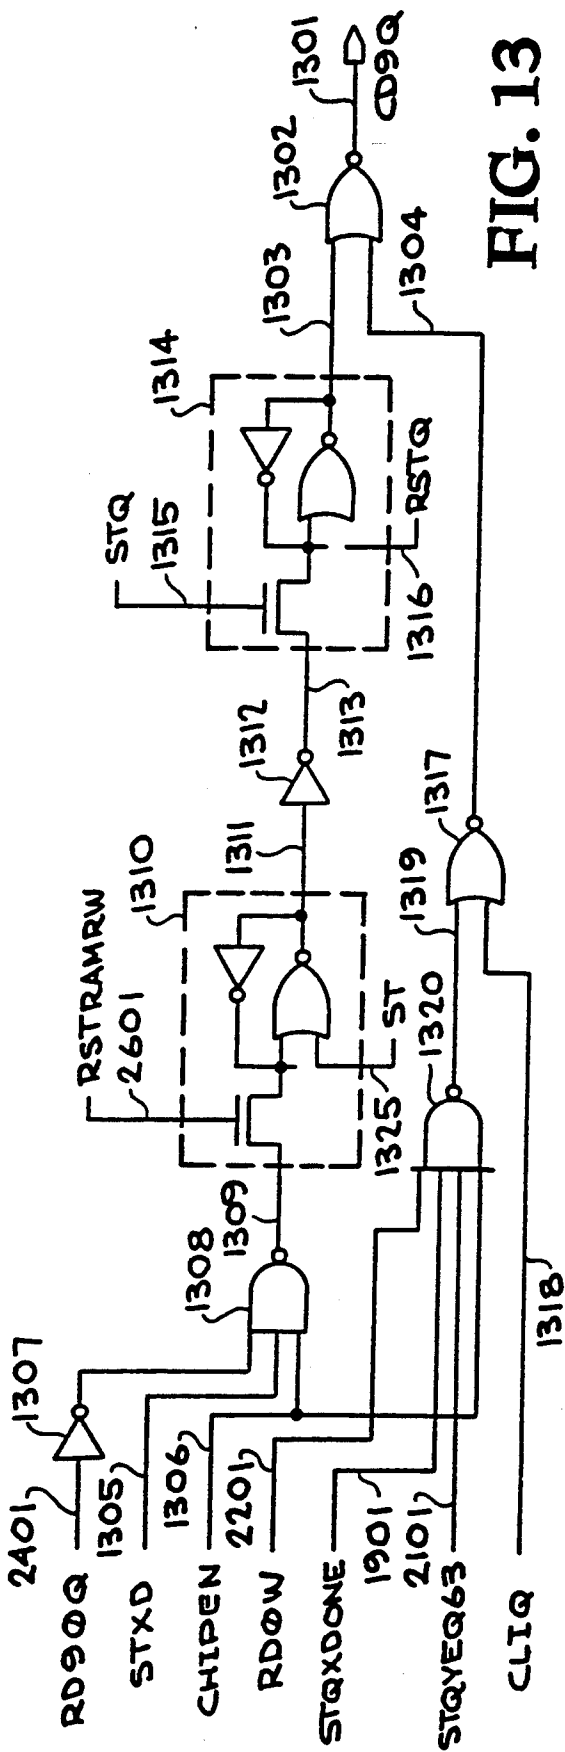 RD90Q
2401
1307
STXD
1305
CHIPEN
1306
RD0W
2201
STQXDONE
1901
STQYEQ63
2101
CLIQ
1318
1308
1309
RSTRAMRW
2601
1310
1325
ST
1311
1312
1313
1320
1319
1317
STQ
1315
1314
1316
RSTQ
1303
1304
1302
1301
CD9Q
FIG. 13